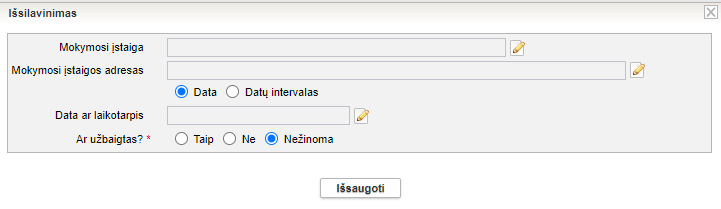 Išsilavinimas
Mokymosi įstaiga
Mokymosi įstaigos adresas
Data Datų intervalas
Data ar laikotarpis
Ar užbaigtas? * Taip Ne Nežinoma
Išsaugoti